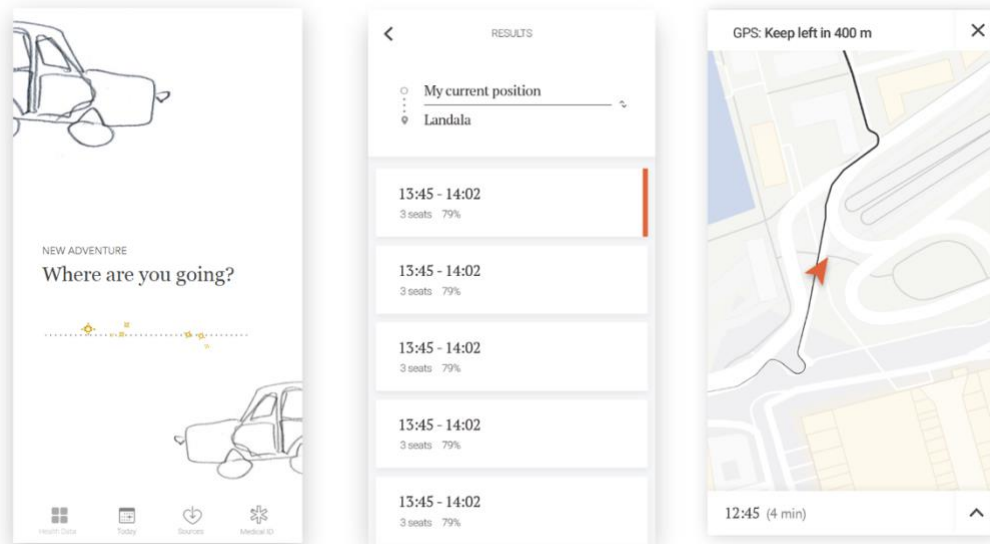 NEW ADVENTURE
Where are you going?
Health Data
Today
Sources
Medical ID
RESULTS
My current position
Landala
13:45 - 14:02
3 seats 79%
13:45 - 14:02
3 seats 79%
13:45 - 14:02
3 seats 79%
13:45 - 14:02
3 seats 79%
13:45 - 14:02
3 seats 79%
GPS: Keep left in 400 m
12:45 (4 min)